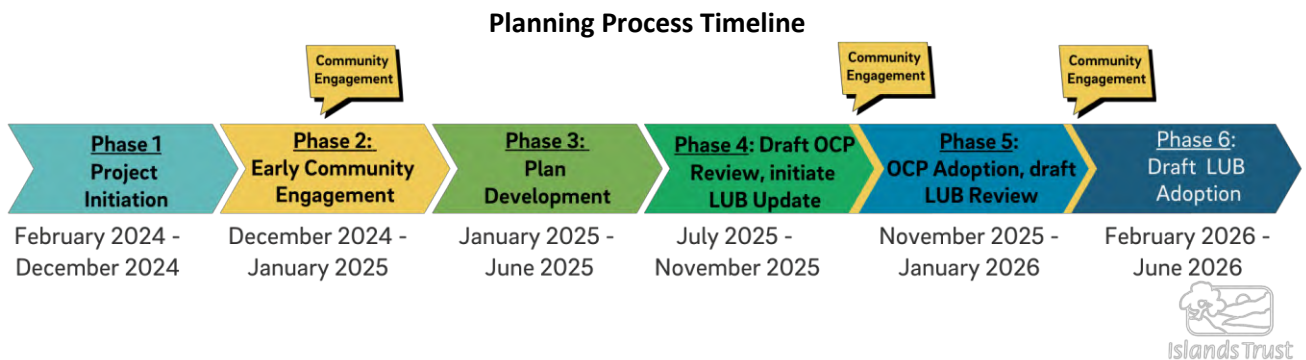 Planning Process Timeline
Community
Engagement
Community
Engagement
Community
Engagement
Phase 1
Project
Initiation
Phase 2:
Early Community
Engagement
Phase 3:
Plan
Development
Phase 4: Draft OCP
Review, initiate
LUB Update
Phase 5:
OCP Adoption, draft
LUB Review
Phase 6:
Draft LUB
Adoption
February 2024 -
December 2024
December 2024 -
January 2025
January 2025 -
June 2025
July 2025 -
November 2025
November 2025 -
January 2026
February 2026 -
June 2026
Islands Trust